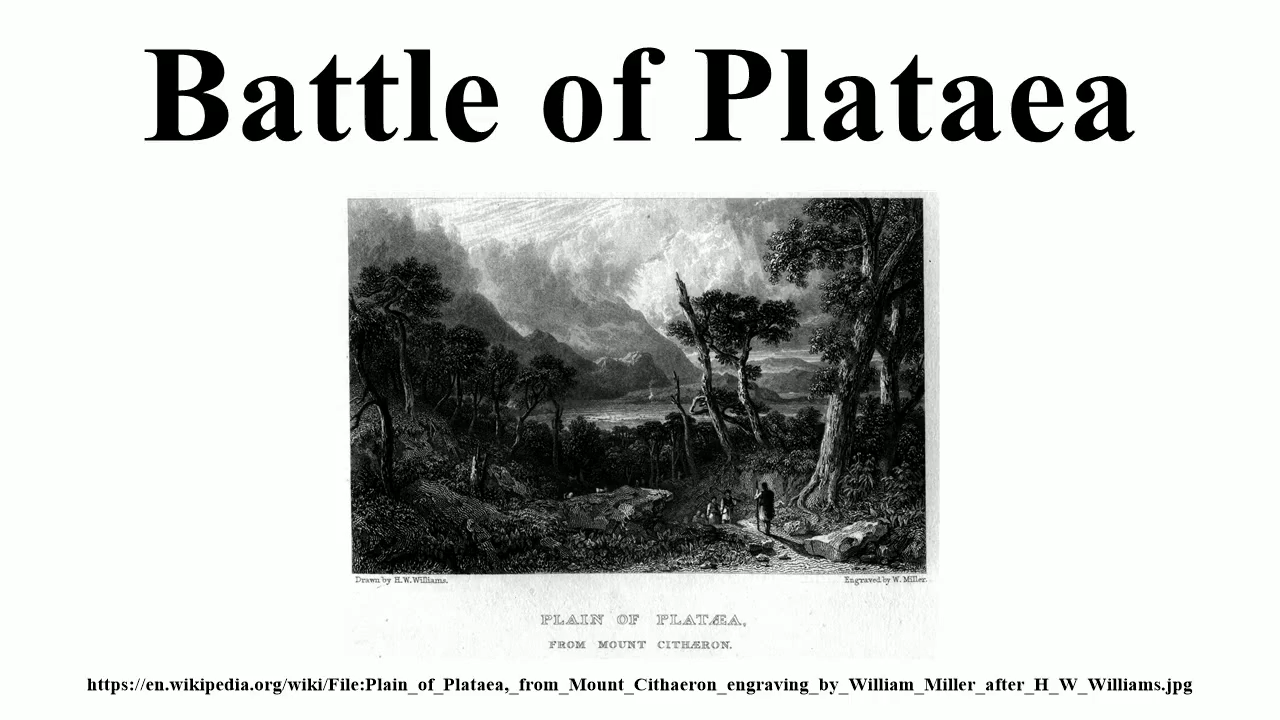 Battle of Plataea
Drawn by H.W.Williams.
Engraved by W. Miller.
PLAIN OF PLATÆA,
FROM MOUNT CITHÆRON.
https://en.wikipedia.org/wiki/File:Plain_of_Plataea,_from_Mount_Cithaeron_engraving_by_William_Miller_after_H_W_Williams.jpg